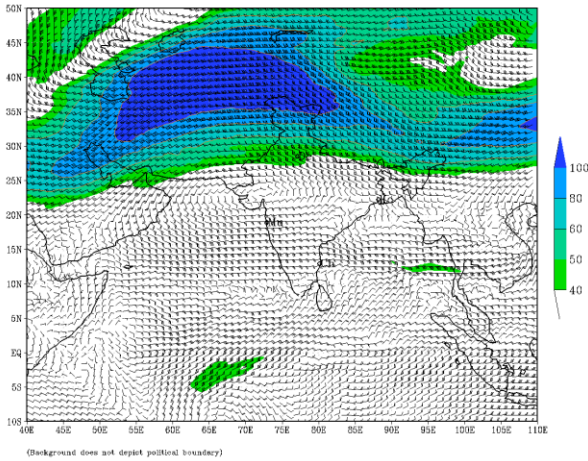 50N
45N
40N
35N
30N
25N
20N
15N
10N
5N
EQ
5S
10S
40E 45E 50E 55E 60E 65E 70E 75E 80E 85E 90E 95E 100E 105E 110E
100
80
60
50
40
(Background does not depict political boundary)